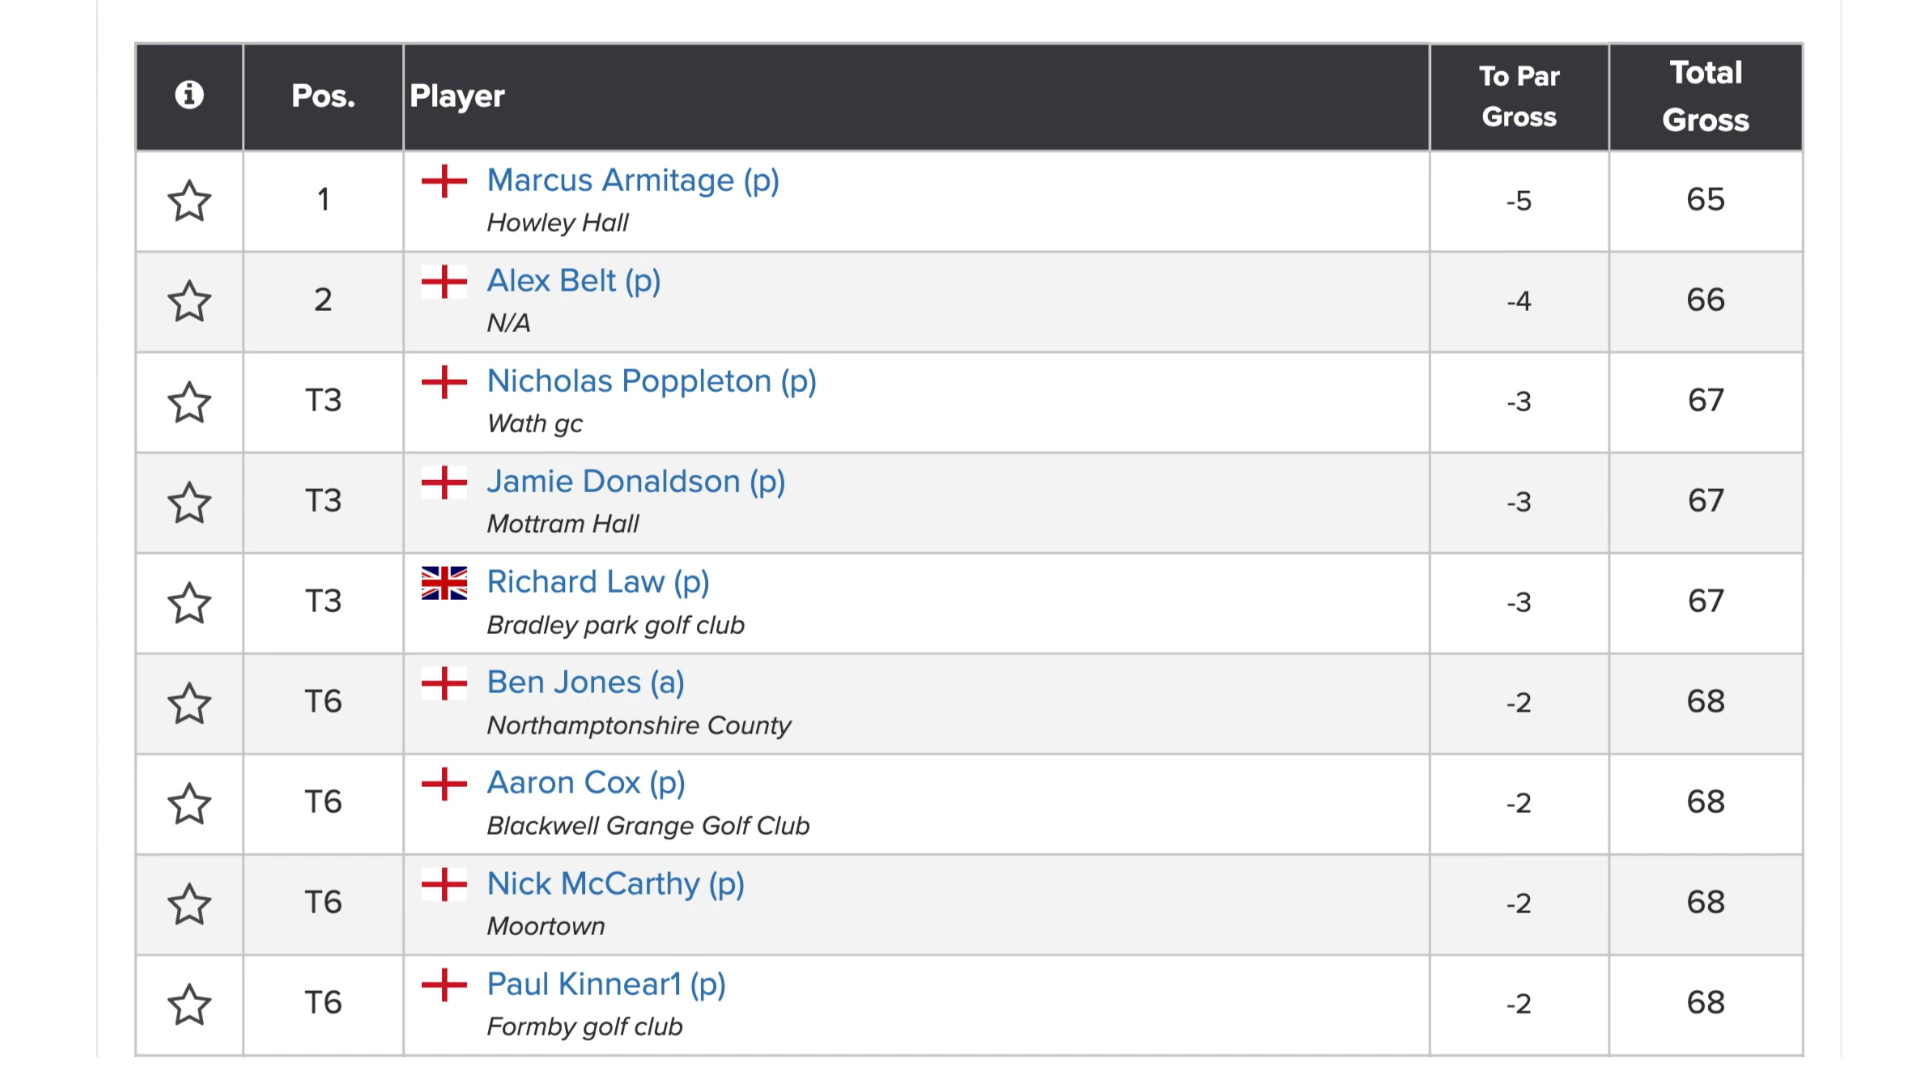 Pos. Player To Par Gross Total Gross
1 Marcus Armitage (p) -5 65
Howley Hall
2 Alex Belt (p) -4 66
N/A
T3 Nicholas Poppleton (p) -3 67
Wath gc
T3 Jamie Donaldson (p) -3 67
Mottram Hall
T3 Richard Law (p) -3 67
Bradley park golf club
T6 Ben Jones (a) -2 68
Northamptonshire County
T6 Aaron Cox (p) -2 68
Blackwell Grange Golf Club
T6 Nick McCarthy (p) -2 68
Moortown
T6 Paul Kinnear1 (p) -2 68
Formby golf club